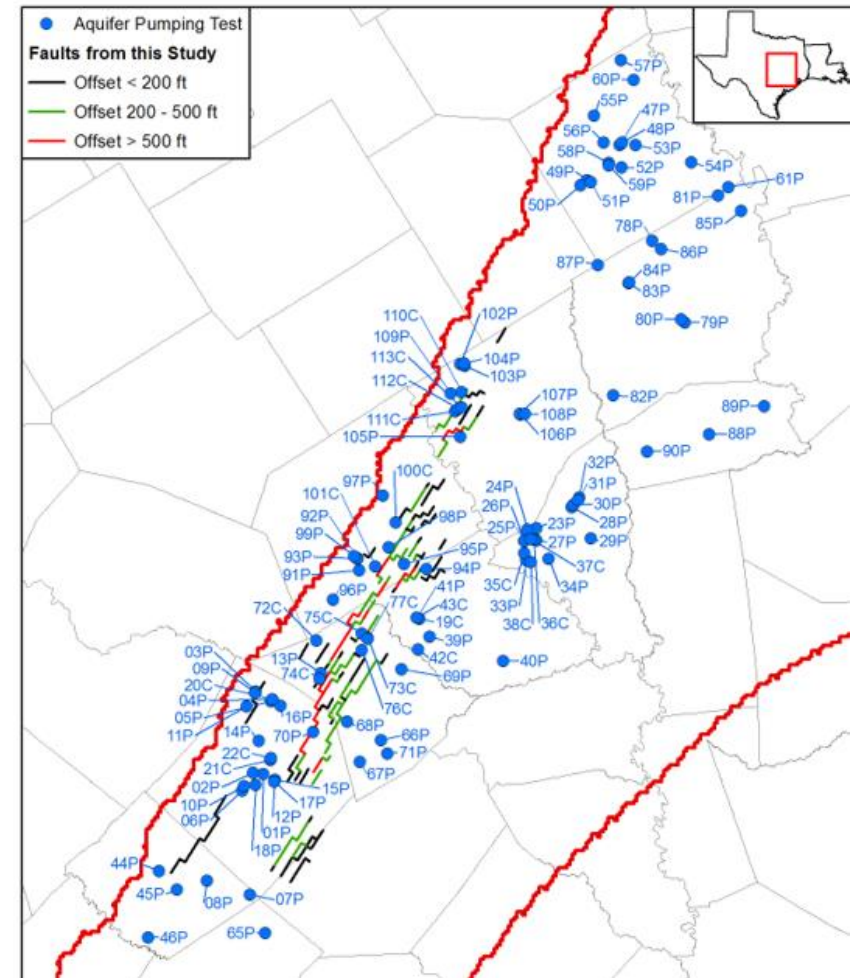 Aquifer Pumping Test
Faults from this Study
Offset < 200 ft
Offset 200 - 500 ft
Offset > 500 ft
57P
60P
55P
47P
56P
48P
53P
58P
54P
52P
49P
59P
61P
50P
51P
81P
85P
78P
86P
87P
84P
83P
80P
79P
102P
110C
109P
104P
113C
103P
112C
107P
82P
111C
108P
89P
105P
106P
88P
90P
32P
100C
97P
31P
101C
24P
30P
92P
98P
26P
23P
28P
99P
25P
27P
29P
93P
95P
37C
91P
94P
35C
34P
96P
41P
33P
77C
43C
38C
36C
72C
75C
19C
39P
03P
13P
42C
40P
09P
74C
73C
69P
20C
76C
04P
05P
16P
11P
68P
14P
70P
66P
22C
71P
21C
67P
02P
15P
10P
17P
06P
12P
01P
18P
44P
45P
08P
07P
46P
65P